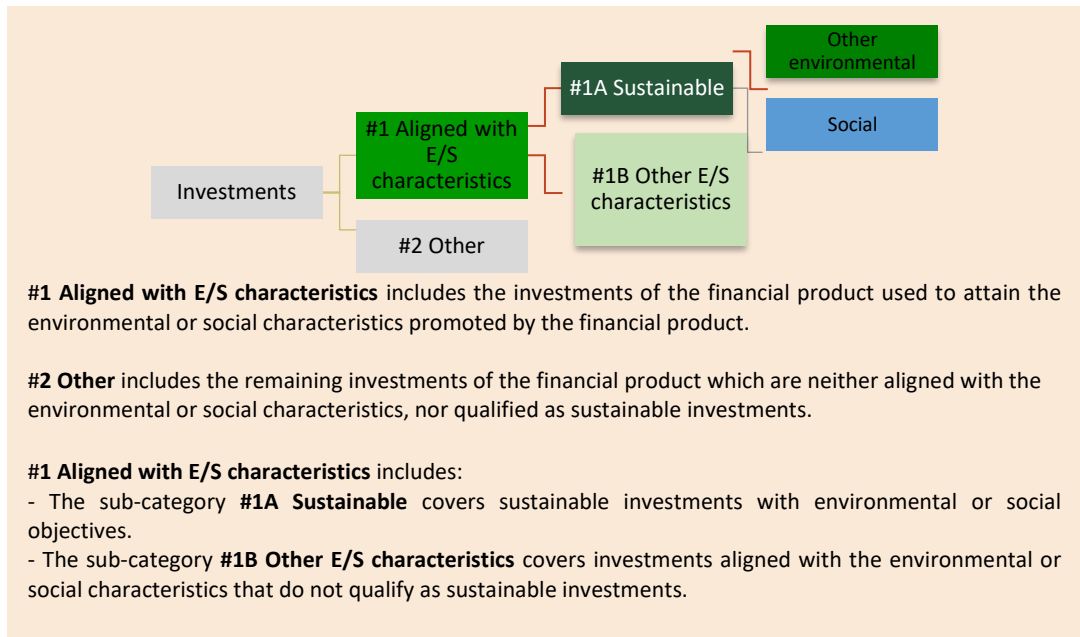 Other
environmental
#1A Sustainable
#1 Aligned with
E/S
characteristics
Social
#1B Other E/S
characteristics
Investments
#2 Other
#1 Aligned with E/S characteristics includes the investments of the financial product used to attain the
environmental or social characteristics promoted by the financial product.
#2 Other includes the remaining investments of the financial product which are neither aligned with the
environmental or social characteristics, nor qualified as sustainable investments.
#1 Aligned with E/S characteristics includes:
- The sub-category #1A Sustainable covers sustainable investments with environmental or social
objectives.
- The sub-category #1B Other E/S characteristics covers investments aligned with the environmental or
social characteristics that do not qualify as sustainable investments.